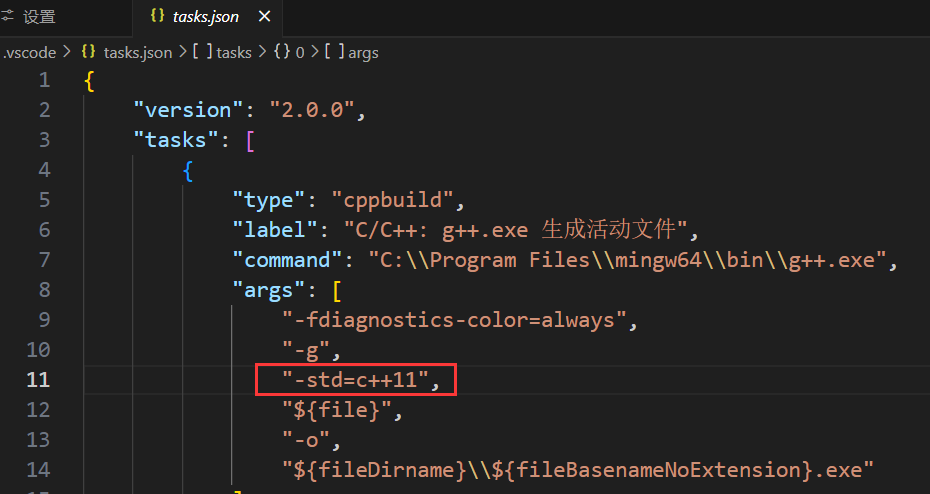 设置
tasks.json
.vscode > {} tasks.json > [ ] tasks > {} 0 > [ ] args
1 {
2 "version": "2.0.0",
3 "tasks": [
4 {
5 "type": "cppbuild",
6 "label": "C/C++: g++.exe 生成活动文件",
7 "command": "C:\\Program Files\\mingw64\\bin\\g++.exe",
8 "args": [
9 "-fdiagnostics-color=always",
10 "-g",
11 "-std=c++11",
12 "${file}",
13 "-o",
14 "${fileDirname}\\${fileBasenameNoExtension}.exe"